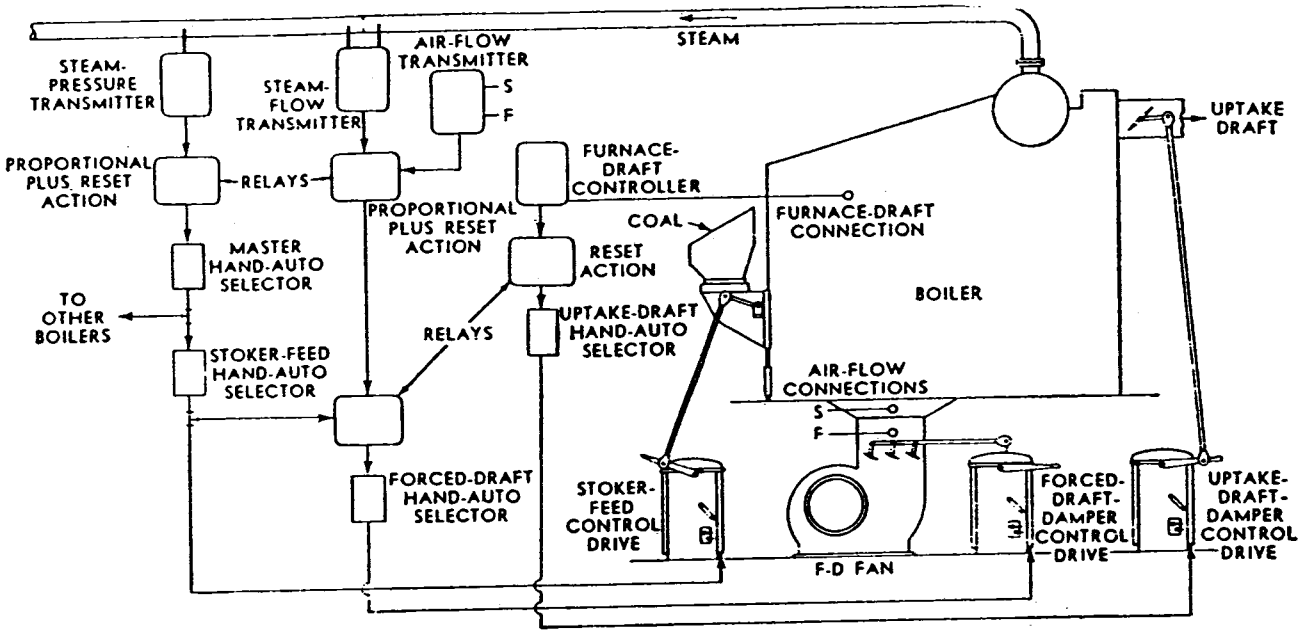 STEAM
STEAM-
PRESSURE
TRANSMITTER
STEAM-
FLOW
TRANSMITTER
AIR-FLOW
TRANSMITTER
S
F
UPTAKE
DRAFT
PROPORTIONAL
PLUS RESET
ACTION
RELAYS
PROPORTIONAL
PLUS RESET
ACTION
FURNACE-
DRAFT
CONTROLLER
FURNACE-DRAFT
CONNECTION
COAL
MASTER
HAND-AUTO
SELECTOR
RESET
ACTION
BOILER
TO
OTHER
BOILERS
RELAYS
UPTAKE-DRAFT
HAND-AUTO
SELECTOR
STOKER-FEED
HAND-AUTO
SELECTOR
AIR-FLOW
CONNECTIONS
S
F
FORCED-DRAFT
HAND-AUTO
SELECTOR
STOKER-
FEED
CONTROL
DRIVE
F-D FAN
FORCED-
DRAFT-
DAMPER
CONTROL
DRIVE
UPTAKE-
DRAFT-
DAMPER
CONTROL
DRIVE